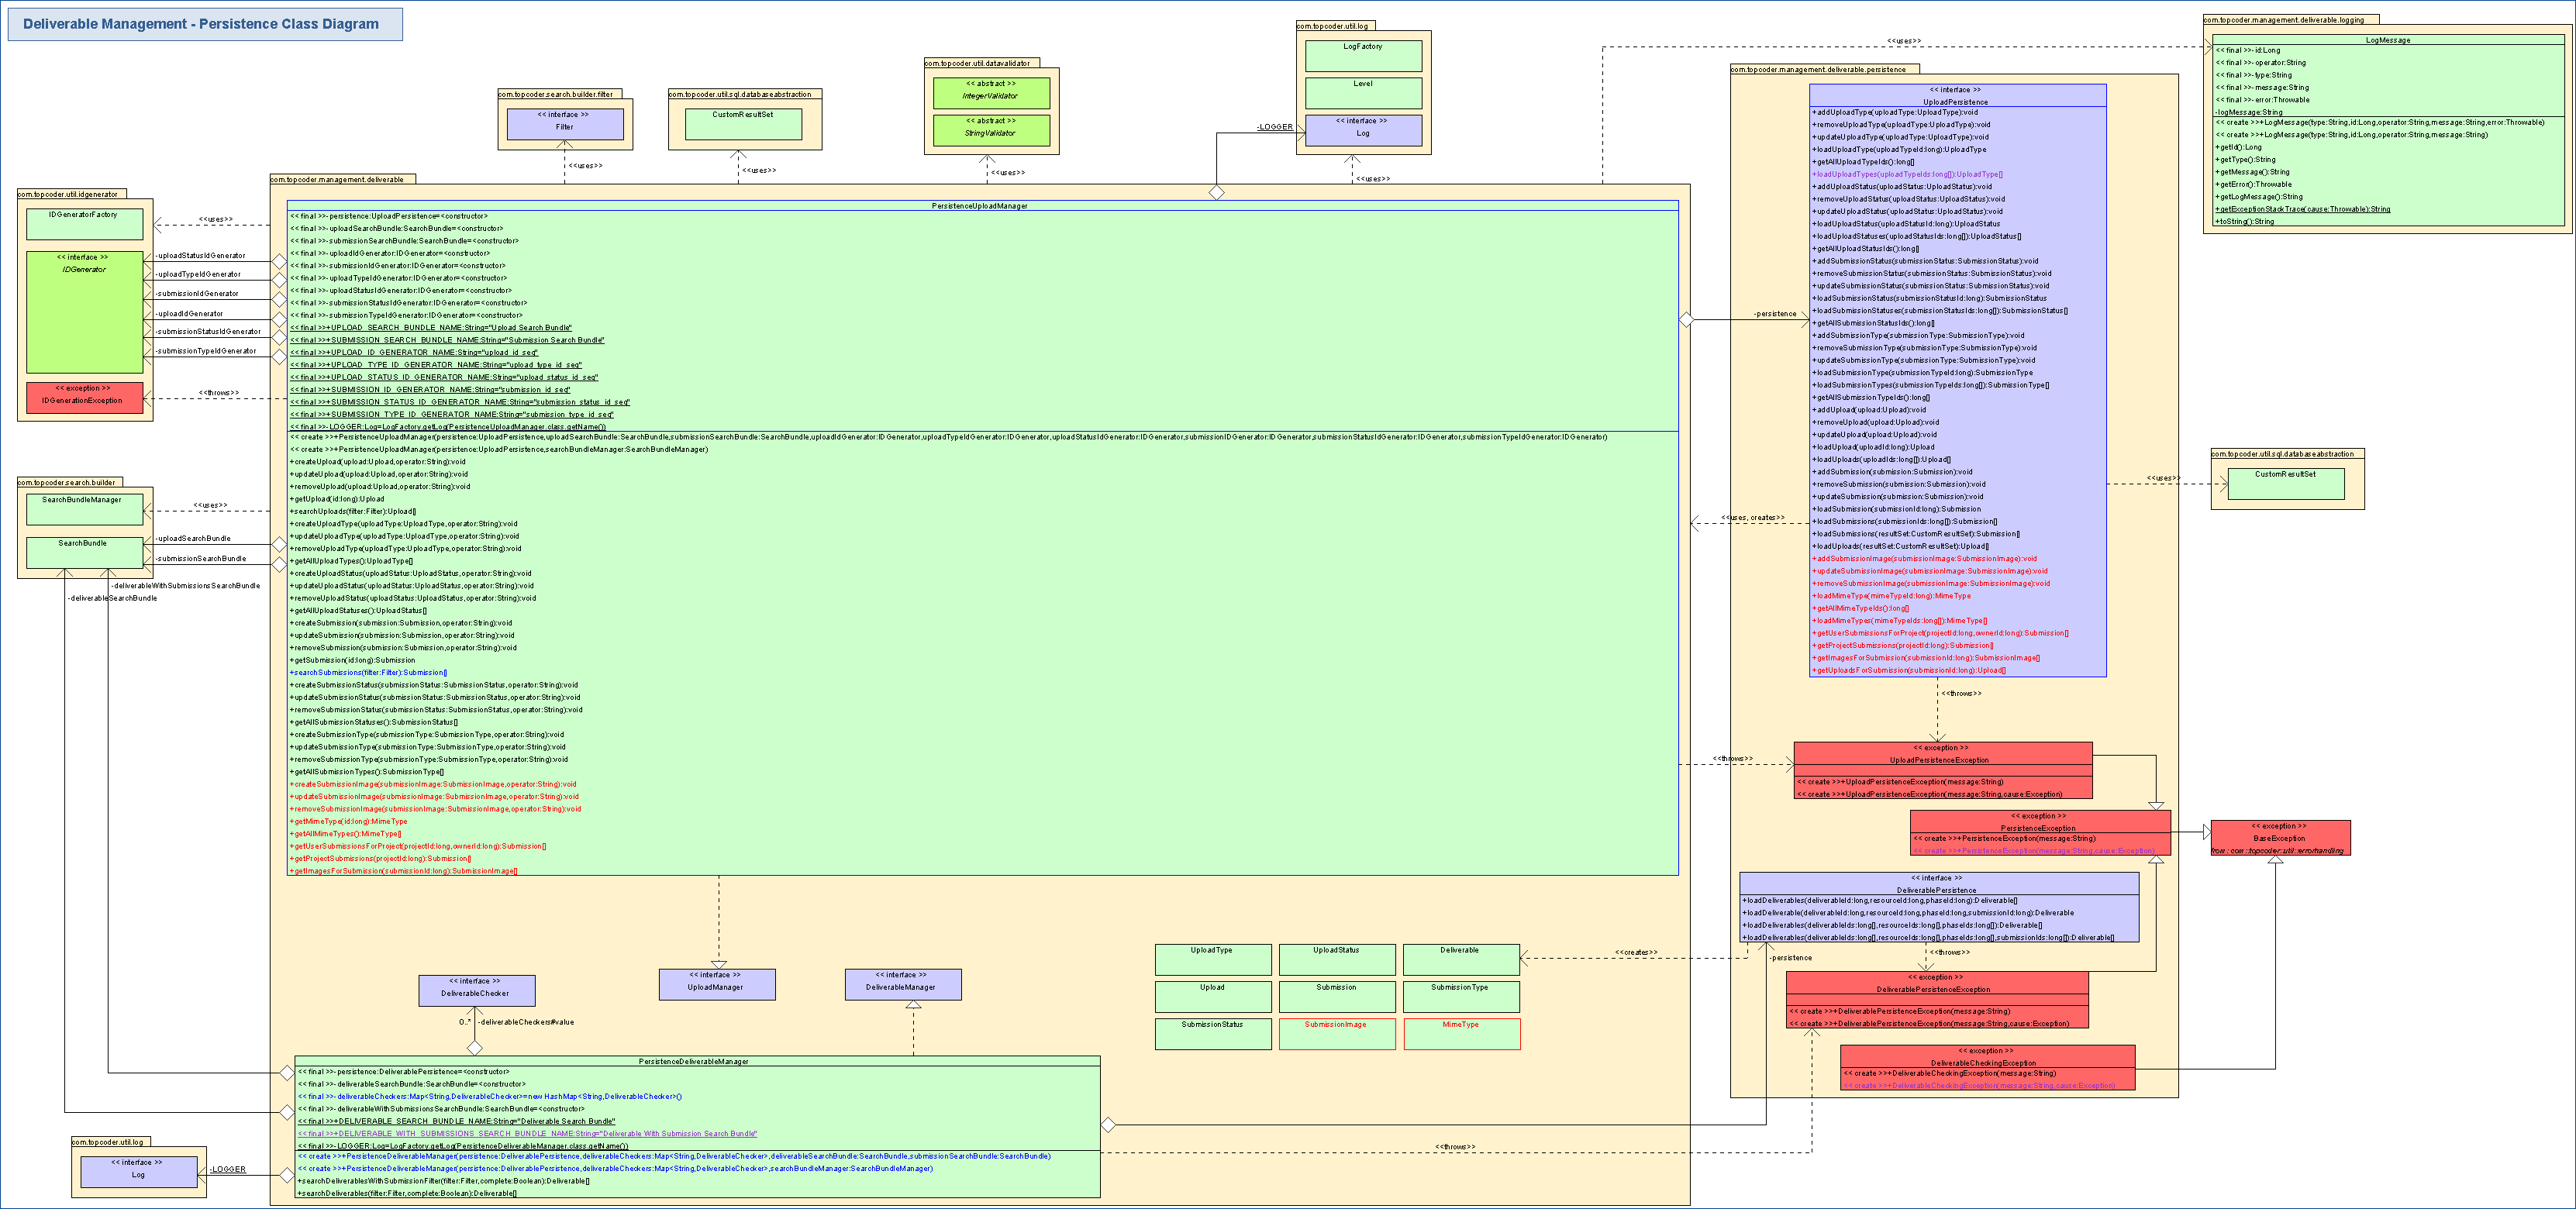 Deliverable Management - Persistence Class Diagram
com.topcoder.util.log
LogFactory
Level
<< interface >>
Log
-LOGGER
<<uses>>
com.topcoder.management.deliverable.logging
LogMessage
<< final >>- id:Long
<< final >>- operator:String
<< final >>- type:String
<< final >>- message:String
<< final >>- error:Throwable
-logMessage:String
<< create >>+LogMessage(type:String,id:Long,operator:String,message:String,error:Throwable)
<< create >>+LogMessage(type:String,id:Long,operator:String,message:String)
+getId():Long
+getType():String
+getMessage():String
+getError():Throwable
+getLogMessage():String
+getExceptionStackTrace(cause:Throwable):String
+toString():String
<<uses>>
com.topcoder.util.datavalidator
<< abstract >>
IntegerValidator
<< abstract >>
StringValidator
<<uses>>
com.topcoder.search.builder.filter
<< interface >>
Filter
<<uses>>
com.topcoder.util.sql.databaseabstraction
CustomResultSet
<<uses>>
com.topcoder.util.idgenerator
IDGeneratorFactory
<<uses>>
<< interface >>
IDGenerator
-uploadStatusIdGenerator
-uploadTypeIdGenerator
-submissionIdGenerator
-uploadIdGenerator
-submissionStatusIdGenerator
-submissionTypeIdGenerator
<< exception >>
IDGenerationException
<<throws>>
com.topcoder.search.builder
SearchBundleManager
<<uses>>
SearchBundle
-uploadSearchBundle
-submissionSearchBundle
-deliverableWithSubmissionsSearchBundle
-deliverableSearchBundle
com.topcoder.management.deliverable
PersistenceUploadManager
<< final >>- persistence:UploadPersistence=<constructor>
<< final >>- uploadSearchBundle:SearchBundle=<constructor>
<< final >>- submissionSearchBundle:SearchBundle=<constructor>
<< final >>- uploadIdGenerator:IDGenerator=<constructor>
<< final >>- submissionIdGenerator:IDGenerator=<constructor>
<< final >>- uploadTypeIdGenerator:IDGenerator=<constructor>
<< final >>- uploadStatusIdGenerator:IDGenerator=<constructor>
<< final >>- submissionStatusIdGenerator:IDGenerator=<constructor>
<< final >>- submissionTypeIdGenerator:IDGenerator=<constructor>
<< final >>+UPLOAD_SEARCH_BUNDLE_NAME:String="Upload Search Bundle"
<< final >>+SUBMISSION_SEARCH_BUNDLE_NAME:String="Submission Search Bundle"
<< final >>+UPLOAD_ID_GENERATOR_NAME:String="upload_id_seq"
<< final >>+UPLOAD_TYPE_ID_GENERATOR_NAME:String="upload_type_id_seq"
<< final >>+UPLOAD_STATUS_ID_GENERATOR_NAME:String="upload_status_id_seq"
<< final >>+SUBMISSION_ID_GENERATOR_NAME:String="submission_id_seq"
<< final >>+SUBMISSION_STATUS_ID_GENERATOR_NAME:String="submission_status_id_seq"
<< final >>+SUBMISSION_TYPE_ID_GENERATOR_NAME:String="submission_type_id_seq"
<< final >>- LOGGER:Log=LogFactory.getLog(PersistenceUploadManager.class.getName())
<< create >>+PersistenceUploadManager(persistence:UploadPersistence,uploadSearchBundle:SearchBundle,submissionSearchBundle:SearchBundle,uploadIdGenerator:IDGenerator,uploadTypeIdGenerator:IDGenerator,uploadStatusIdGenerator:IDGenerator,submissionIDGenerator:IDGenerator,submissionStatusIdGenerator:IDGenerator,submissionTypeIdGenerator:IDGenerator)
<< create >>+PersistenceUploadManager(persistence:UploadPersistence,searchBundleManager:SearchBundleManager)
+createUpload(upload:Upload,operator:String):void
+updateUpload(upload:Upload,operator:String):void
+removeUpload(upload:Upload,operator:String):void
+getUpload(id:long):Upload
+searchUploads(filter:Filter):Upload[]
+createUploadType(uploadType:UploadType,operator:String):void
+updateUploadType(uploadType:UploadType,operator:String):void
+removeUploadType(uploadType:UploadType,operator:String):void
+getAllUploadTypes():UploadType[]
+createUploadStatus(uploadStatus:UploadStatus,operator:String):void
+updateUploadStatus(uploadStatus:UploadStatus,operator:String):void
+removeUploadStatus(uploadStatus:UploadStatus,operator:String):void
+getAllUploadStatuses():UploadStatus[]
+createSubmission(submission:Submission,operator:String):void
+updateSubmission(submission:Submission,operator:String):void
+removeSubmission(submission:Submission,operator:String):void
+getSubmission(id:long):Submission
+searchSubmissions(filter:Filter):Submission[]
+createSubmissionStatus(submissionStatus:SubmissionStatus,operator:String):void
+updateSubmissionStatus(submissionStatus:SubmissionStatus,operator:String):void
+removeSubmissionStatus(submissionStatus:SubmissionStatus,operator:String):void
+getAllSubmissionStatuses():SubmissionStatus[]
+createSubmissionType(submissionType:SubmissionType,operator:String):void
+updateSubmissionType(submissionType:SubmissionType,operator:String):void
+removeSubmissionType(submissionType:SubmissionType,operator:String):void
+getAllSubmissionTypes():SubmissionType[]
+createSubmissionImage(submissionImage:SubmissionImage,operator:String):void
+updateSubmissionImage(submissionImage:SubmissionImage,operator:String):void
+removeSubmissionImage(submissionImage:SubmissionImage,operator:String):void
+getMimeType(id:long):MimeType
+getAllMimeTypes():MimeType[]
+getUserSubmissionsForProject(projectId:long,ownerId:long):Submission[]
+getProjectSubmissions(projectId:long):Submission[]
+getImagesForSubmission(submissionId:long):SubmissionImage[]
-persistence
<<uses, creates>>
<<throws>>
com.topcoder.management.deliverable.persistence
<< interface >>
UploadPersistence
+addUploadType(uploadType:UploadType):void
+removeUploadType(uploadType:UploadType):void
+updateUploadType(uploadType:UploadType):void
+loadUploadType(uploadTypeId:long):UploadType
+getAllUploadTypeIds():long[]
+loadUploadTypes(uploadTypeIds:long[]):UploadType[]
+addUploadStatus(uploadStatus:UploadStatus):void
+removeUploadStatus(uploadStatus:UploadStatus):void
+updateUploadStatus(uploadStatus:UploadStatus):void
+loadUploadStatus(uploadStatusId:long):UploadStatus
+loadUploadStatuses(uploadStatusIds:long[]):UploadStatus[]
+getAllUploadStatusIds():long[]
+addSubmissionStatus(submissionStatus:SubmissionStatus):void
+removeSubmissionStatus(submissionStatus:SubmissionStatus):void
+updateSubmissionStatus(submissionStatus:SubmissionStatus):void
+loadSubmissionStatus(submissionStatusId:long):SubmissionStatus
+loadSubmissionStatuses(submissionStatusIds:long[]):SubmissionStatus[]
+getAllSubmissionStatusIds():long[]
+addSubmissionType(submissionType:SubmissionType):void
+removeSubmissionType(submissionType:SubmissionType):void
+updateSubmissionType(submissionType:SubmissionType):void
+loadSubmissionType(submissionTypeId:long):SubmissionType
+loadSubmissionTypes(submissionTypeIds:long[]):SubmissionType[]
+getAllSubmissionTypeIds():long[]
+addUpload(upload:Upload):void
+removeUpload(upload:Upload):void
+updateUpload(upload:Upload):void
+loadUpload(uploadId:long):Upload
+loadUploads(uploadIds:long[]):Upload[]
+addSubmission(submission:Submission):void
+removeSubmission(submission:Submission):void
+updateSubmission(submission:Submission):void
+loadSubmission(submissionId:long):Submission
+loadSubmissions(submissionIds:long[]):Submission[]
+loadSubmissions(resultSet:CustomResultSet):Submission[]
+loadUploads(resultSet:CustomResultSet):Upload[]
+addSubmissionImage(submissionImage:SubmissionImage):void
+updateSubmissionImage(submissionImage:SubmissionImage):void
+removeSubmissionImage(submissionImage:SubmissionImage):void
+loadMimeType(mimeTypeId:long):MimeType
+getAllMimeTypeIds():long[]
+loadMimeTypes(mimeTypeIds:long[]):MimeType[]
+getUserSubmissionsForProject(projectId:long,ownerId:long):Submission[]
+getProjectSubmissions(projectId:long):Submission[]
+getImagesForSubmission(submissionId:long):SubmissionImage[]
+getUploadsForSubmission(submissionId:long):Upload[]
<<uses>>
com.topcoder.util.sql.databaseabstraction
CustomResultSet
<<throws>>
<< exception >>
UploadPersistenceException
<< create >>+UploadPersistenceException(message:String)
<< create >>+UploadPersistenceException(message:String,cause:Exception)
<< exception >>
PersistenceException
<< create >>+PersistenceException(message:String)
<< create >>+PersistenceException(message:String,cause:Exception)
<< exception >>
BaseException
from : com ::topcoder::util::errorhandling
<< interface >>
DeliverablePersistence
+loadDeliverables(deliverableId:long,resourceId:long,phaseId:long):Deliverable[]
+loadDeliverable(deliverableId:long,resourceId:long,phaseId:long,submissionId:long):Deliverable
+loadDeliverables(deliverableIds:long[],resourceIds:long[],phaseIds:long[]):Deliverable[]
+loadDeliverables(deliverableIds:long[],resourceIds:long[],phaseIds:long[],submissionIds:long[]):Deliverable[]
<<creates>>
-persistence
<<throws>>
<< exception >>
DeliverablePersistenceException
<< create >>+DeliverablePersistenceException(message:String)
<< create >>+DeliverablePersistenceException(message:String,cause:Exception)
<< exception >>
DeliverableCheckingException
<< create >>+DeliverableCheckingException(message:String)
<< create >>+DeliverableCheckingException(message:String,cause:Exception)
UploadType
UploadStatus
Deliverable
Upload
Submission
SubmissionType
SubmissionStatus
SubmissionImage
MimeType
<< interface >>
DeliverableChecker
<< interface >>
UploadManager
<< interface >>
DeliverableManager
0..*
-deliverableCheckers#value
PersistenceDeliverableManager
<< final >>- persistence:DeliverablePersistence=<constructor>
<< final >>- deliverableSearchBundle:SearchBundle=<constructor>
<< final >>- deliverableCheckers:Map<String,DeliverableChecker>=new HashMap<String,DeliverableChecker>()
<< final >>- deliverableWithSubmissionsSearchBundle:SearchBundle=<constructor>
<< final >>+DELIVERABLE_SEARCH_BUNDLE_NAME:String="Deliverable Search Bundle"
<< final >>+DELIVERABLE_WITH_SUBMISSIONS_SEARCH_BUNDLE_NAME:String="Deliverable With Submission Search Bundle"
<< final >>- LOGGER:Log=LogFactory.getLog(PersistenceDeliverableManager.class.getName())
<< create >>+PersistenceDeliverableManager(persistence:DeliverablePersistence,deliverableCheckers:Map<String,DeliverableChecker>,deliverableSearchBundle:SearchBundle,submissionSearchBundle:SearchBundle)
<< create >>+PersistenceDeliverableManager(persistence:DeliverablePersistence,deliverableCheckers:Map<String,DeliverableChecker>,searchBundleManager:SearchBundleManager)
+searchDeliverablesWithSubmissionFilter(filter:Filter,complete:Boolean):Deliverable[]
+searchDeliverables(filter:Filter,complete:Boolean):Deliverable[]
<<throws>>
com.topcoder.util.log
<< interface >>
Log
-LOGGER